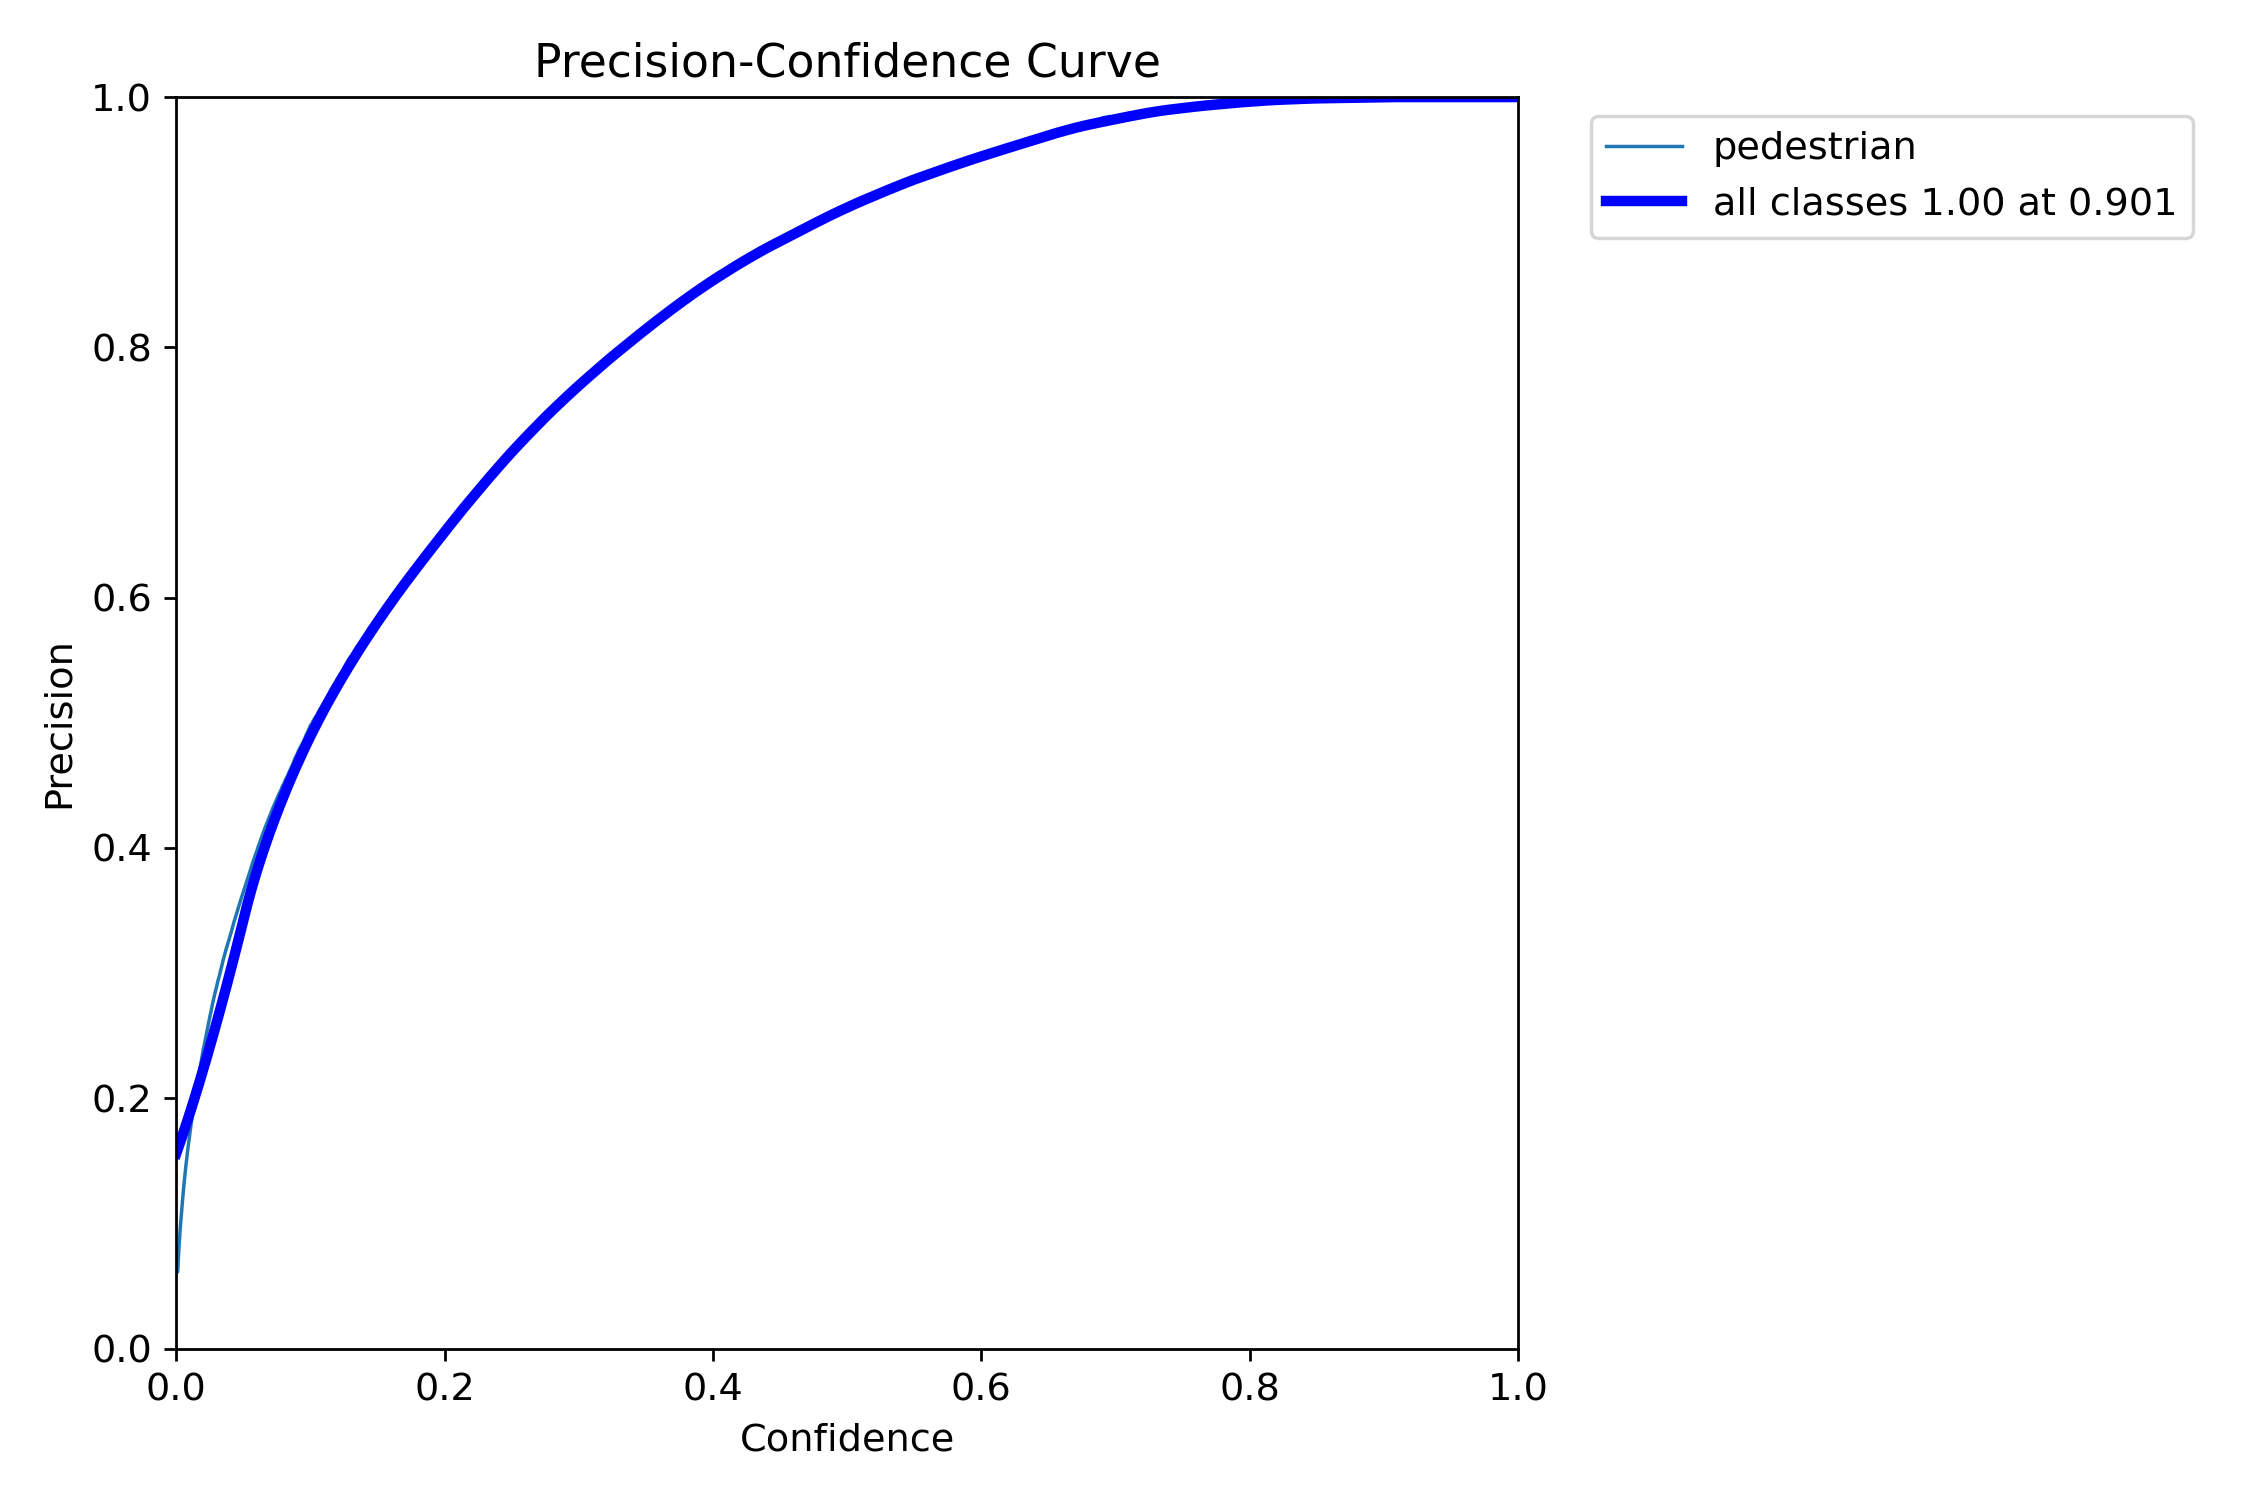 Precision-Confidence Curve
1.0
0.8
0.6
0.4
0.2
0.0
Precision
0.0 0.2 0.4 0.6 0.8 1.0
Confidence
pedestrian
all classes 1.00 at 0.901